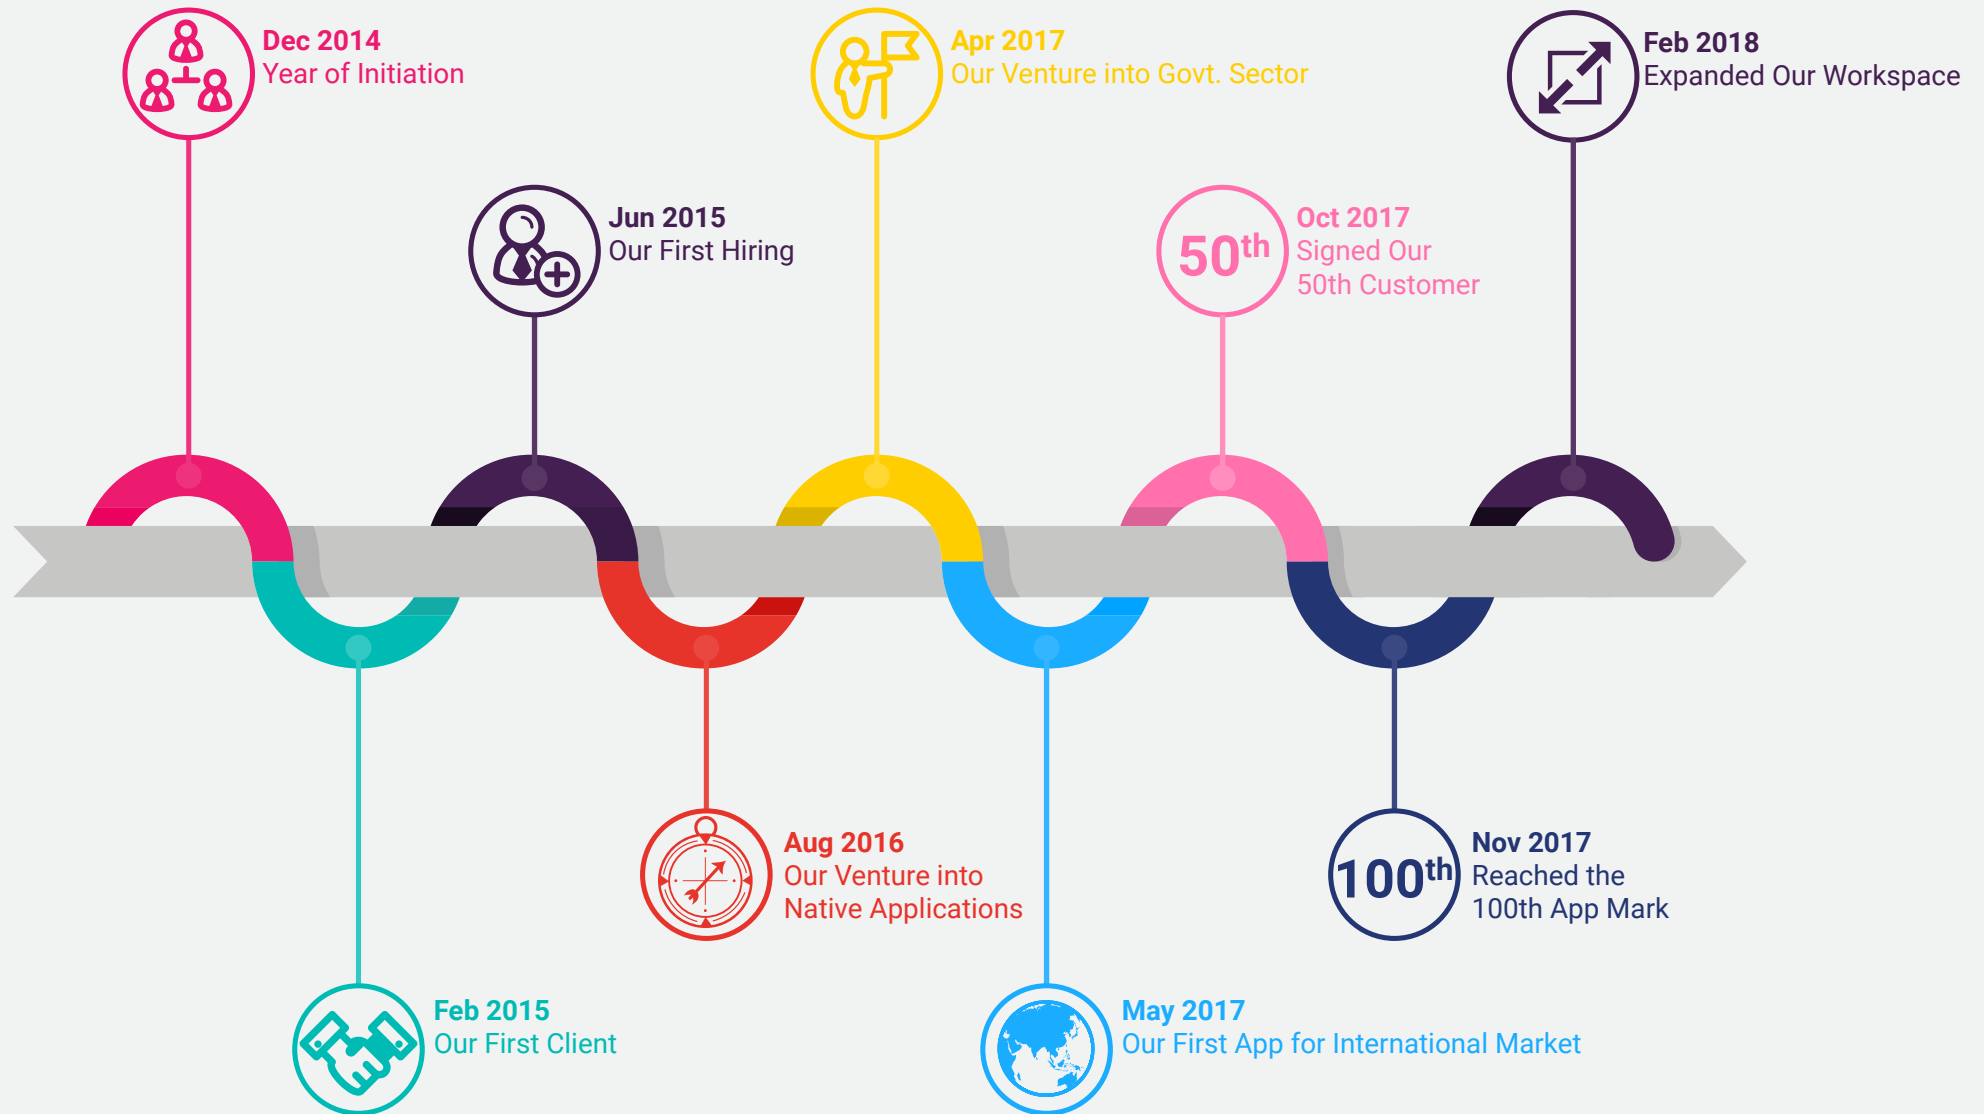 Dec 2014
Year of Initiation
Apr 2017
Our Venture into Govt. Sector
Feb 2018
Expanded Our Workspace
Jun 2015
Our First Hiring
50th
Oct 2017
Signed Our
50th Customer
Aug 2016
Our Venture into
Native Applications
100th
Nov 2017
Reached the
100th App Mark
Feb 2015
Our First Client
May 2017
Our First App for International Market